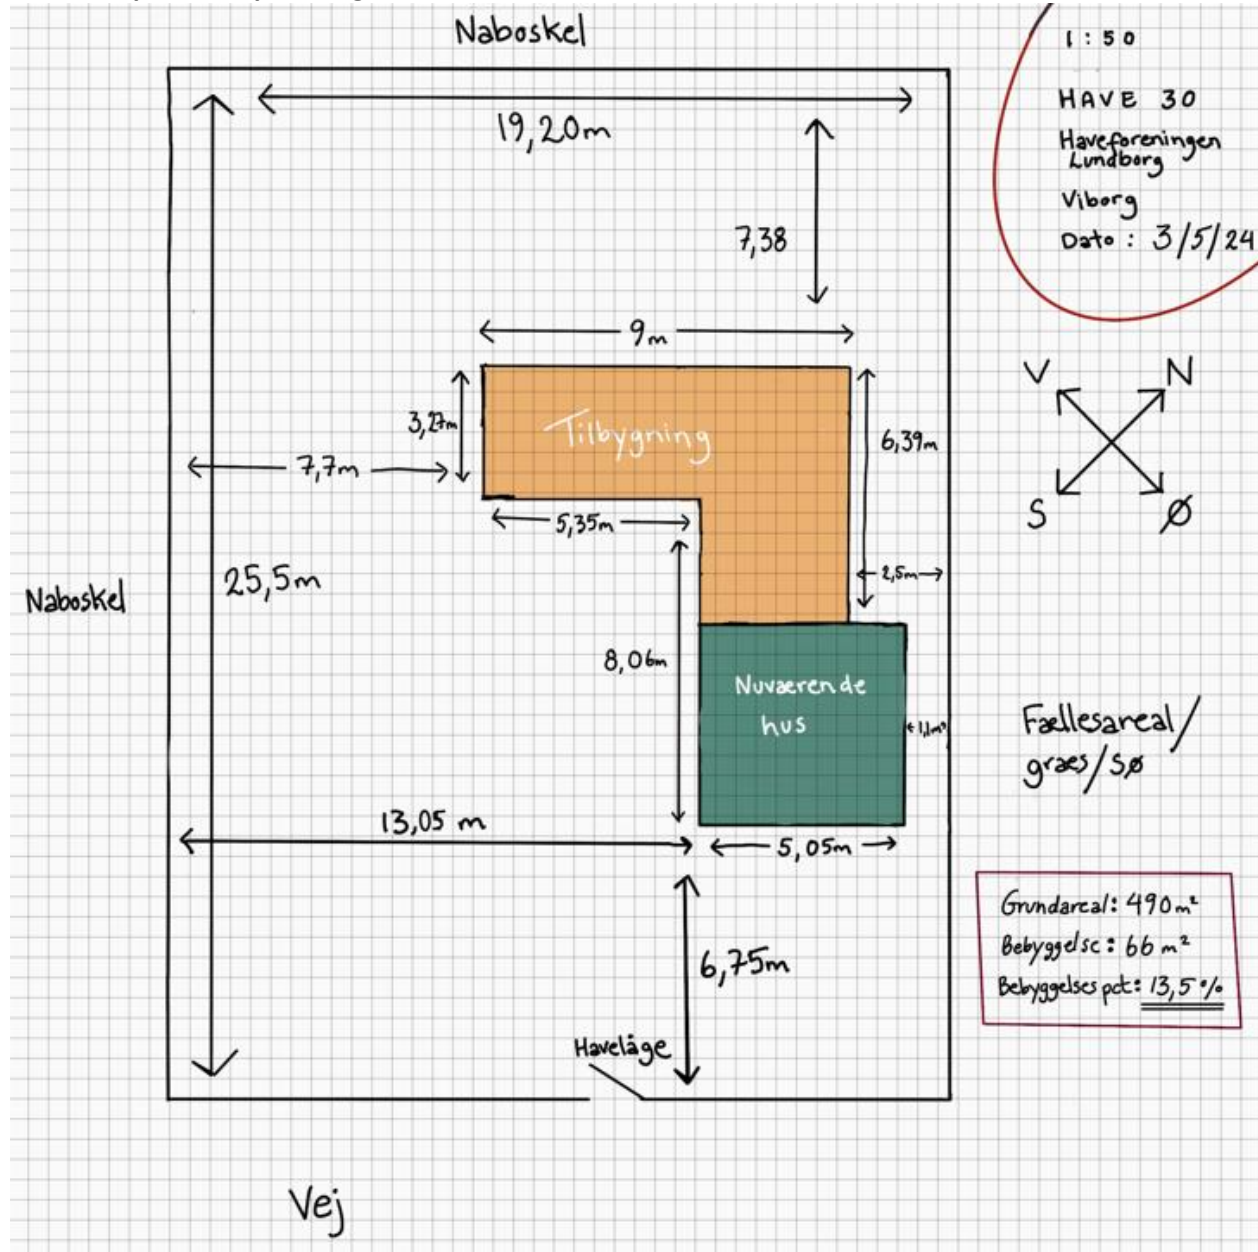 Naboskel
1 : 50
HAVE 30
Haveforeningen
Lundborg
Viborg
Dato : 3/5/24
19,20m
7,38
9m
V
N
S
Ø
3,27m
Tilbygning
6,39m
7,7m
5,35m
2,5m
25,5m
Naboskel
8,06m
Nuværende
hus
Fællesareal/
græs/sø
13,05 m
5,05m
6,75m
Grundareal: 490 m²
Bebyggelse: 66 m²
Bebyggelses pct: 13,5 %
Havelåge
Vej